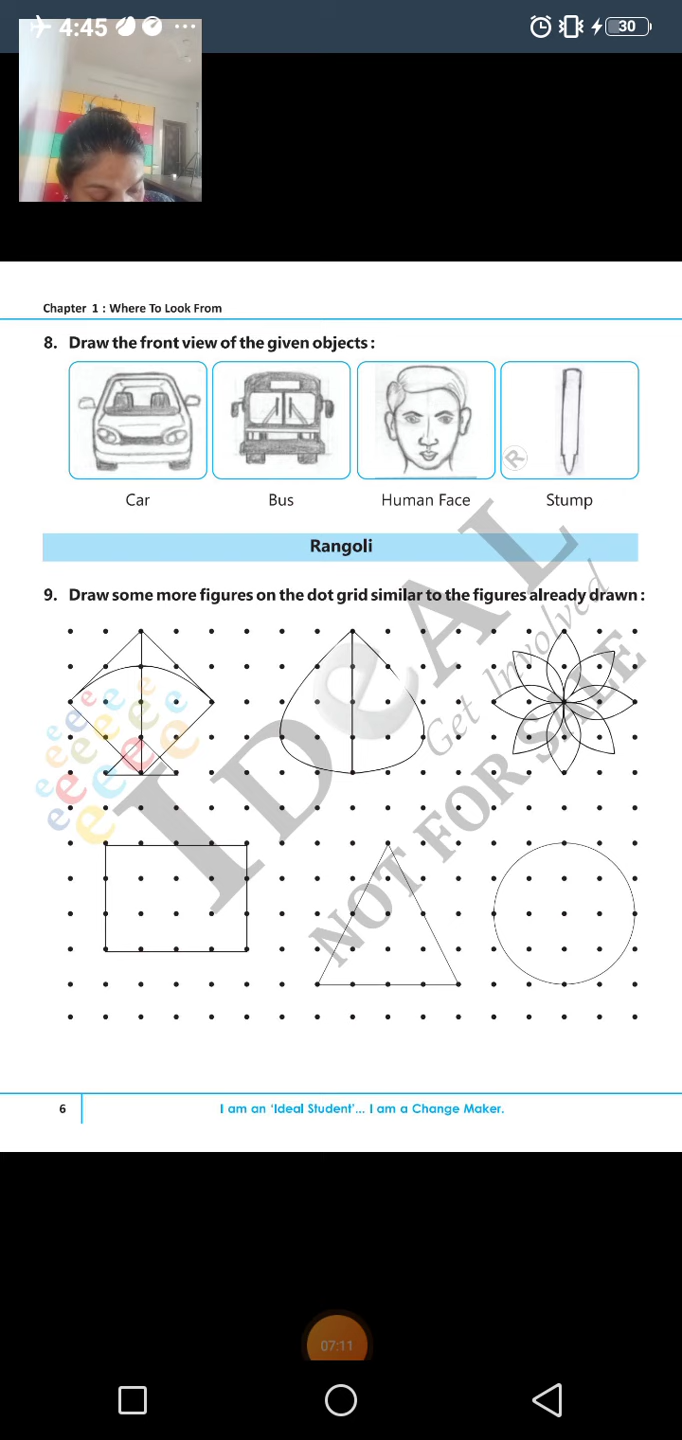 4:45
30
Chapter 1 : Where To Look From
8. Draw the front view of the given objects :
R
Car Bus Human Face Stump
Rangoli
9. Draw some more figures on the dot grid similar to the figures already drawn :
IDeAL
Get Involved
NOT FOR SALE
6 I am an ‘Ideal Student’... I am a Change Maker.
07:11